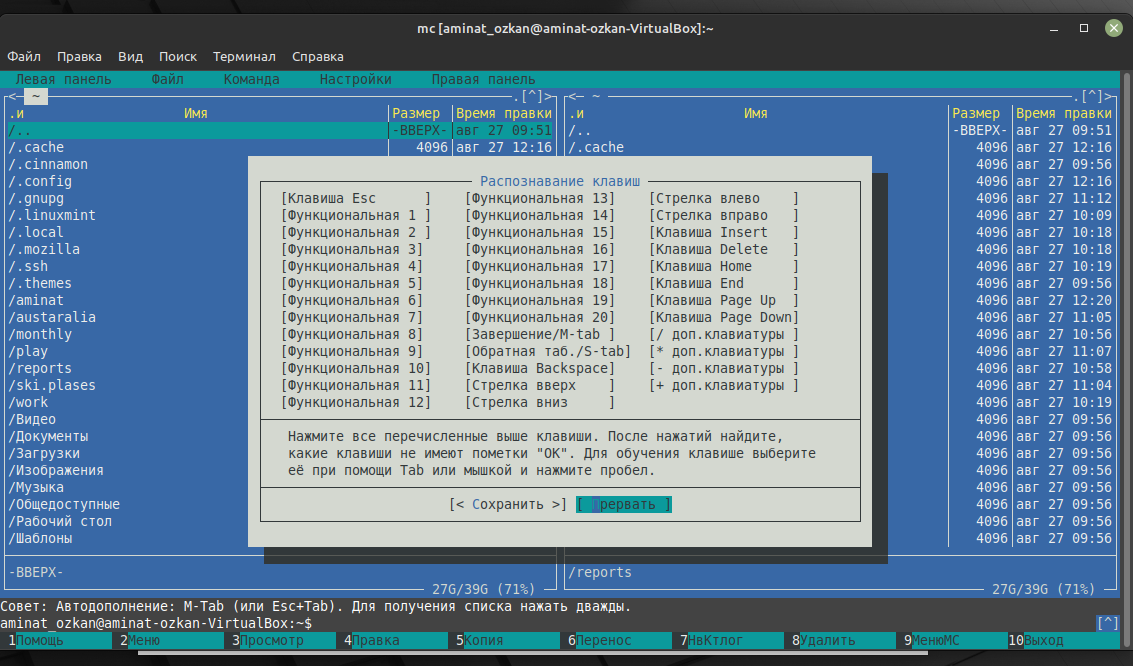 mc [aminat_ozkan@aminat-ozkan-VirtualBox]:~
Файл Правка Вид Поиск Терминал Справка
Левая панель Файл Команда Настройки Правая панель
<─ ~ .[^]> <─ ~ .[^]>
.и Имя Размер Время правки .и Имя Размер Время правки
/.. -ВВЕРХ- авг 27 09:51 /.. -ВВЕРХ- авг 27 09:51
/.cache 4096 авг 27 12:16 /.cache 4096 авг 27 12:16
/.cinnamon 4096 авг 27 09:56
/.config Распознавание клавиш 4096 авг 27 12:16
/.gnupg [Клавиша Esc ] [Функциональная 13] [Стрелка влево ] 4096 авг 27 11:12
/.linuxmint [Функциональная 1 ] [Функциональная 14] [Стрелка вправо ] 4096 авг 27 10:09
/.local [Функциональная 2 ] [Функциональная 15] [Клавиша Insert ] 4096 авг 27 10:18
/.mozilla [Функциональная 3] [Функциональная 16] [Клавиша Delete ] 4096 авг 27 10:18
/.ssh [Функциональная 4] [Функциональная 17] [Клавиша Home ] 4096 авг 27 10:19
/.themes [Функциональная 5] [Функциональная 18] [Клавиша End ] 4096 авг 27 09:56
/aminat [Функциональная 6] [Функциональная 19] [Клавиша Page Up ] 4096 авг 27 12:20
/australia [Функциональная 7] [Функциональная 20] [Клавиша Page Down] 4096 авг 27 11:05
/monthly [Функциональная 8] [Завершение/M-tab ] [/ доп.клавиатуры ] 4096 авг 27 10:56
/play [Функциональная 9] [Обратная таб./S-tab] [* доп.клавиатуры ] 4096 авг 27 11:07
/reports [Функциональная 10] [Клавиша Backspace] [- доп.клавиатуры ] 4096 авг 27 10:58
/ski.plases [Функциональная 11] [Стрелка вверх ] [+ доп.клавиатуры ] 4096 авг 27 11:04
/work [Функциональная 12] [Стрелка вниз ] 4096 авг 27 10:19
/Видео 4096 авг 27 09:56
/Документы Нажмите все перечисленные выше клавиши. После нажатий найдите, 4096 авг 27 09:56
/Загрузки какие клавиши не имеют пометки "OK". Для обучения клавише выберите 4096 авг 27 09:56
/Изображения её при помощи Tab или мышкой и нажмите пробел. 4096 авг 27 09:56
/Музыка 4096 авг 27 09:56
/Общедоступные [< Сохранить >] [ Прервать ] 4096 авг 27 09:56
/Рабочий стол 4096 авг 27 09:56
/Шаблоны 4096 авг 27 09:56
-ВВЕРХ- /reports
27G/39G (71%) 27G/39G (71%)
Совет: Автодополнение: M-Tab (или Esc+Tab). Для получения списка нажать дважды.
aminat_ozkan@aminat-ozkan-VirtualBox:~$ [^]
1Помощь 2Меню 3Просмотр 4Правка 5Копия 6Перенос 7НвКтлог 8Удалить 9МенюMC 10Выход